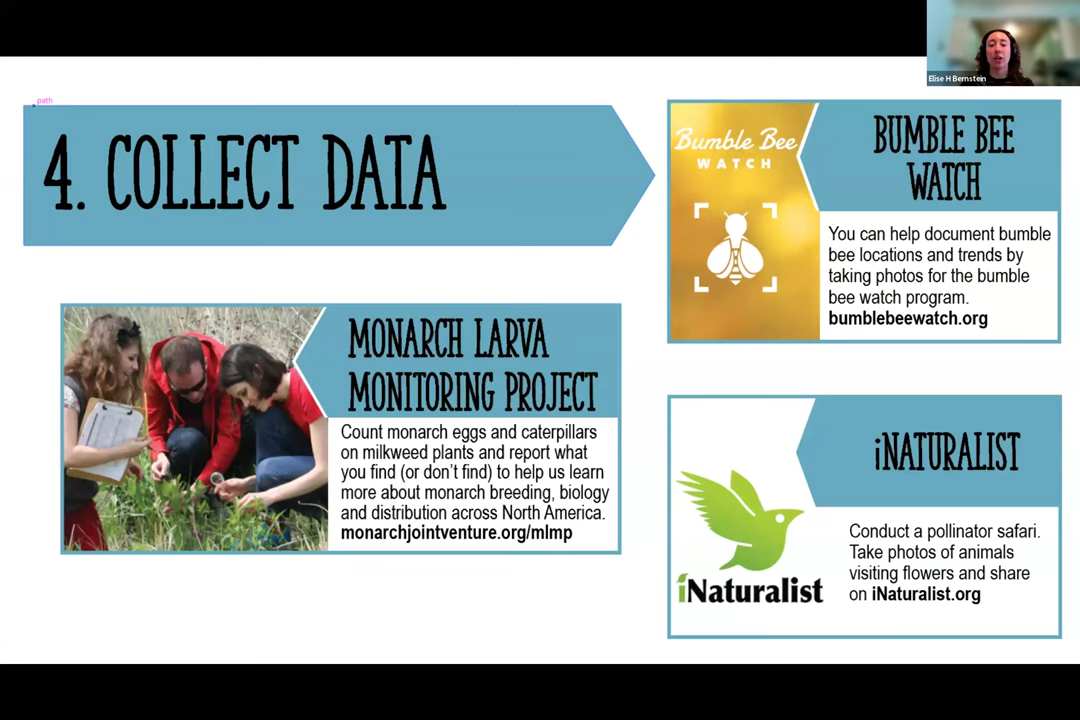 Elise H Bernstein
path
4. COLLECT DATA
MONARCH LARVA
MONITORING PROJECT
Count monarch eggs and caterpillars
on milkweed plants and report what
you find (or don't find) to help us learn
more about monarch breeding, biology
and distribution across North America.
monarchjointventure.org/mlmp
Bumble Bee
WATCH
BUMBLE BEE
WATCH
You can help document bumble
bee locations and trends by
taking photos for the bumble
bee watch program.
bumblebeewatch.org
iNaturalist
iNATURALIST
Conduct a pollinator safari.
Take photos of animals
visiting flowers and share
on iNaturalist.org